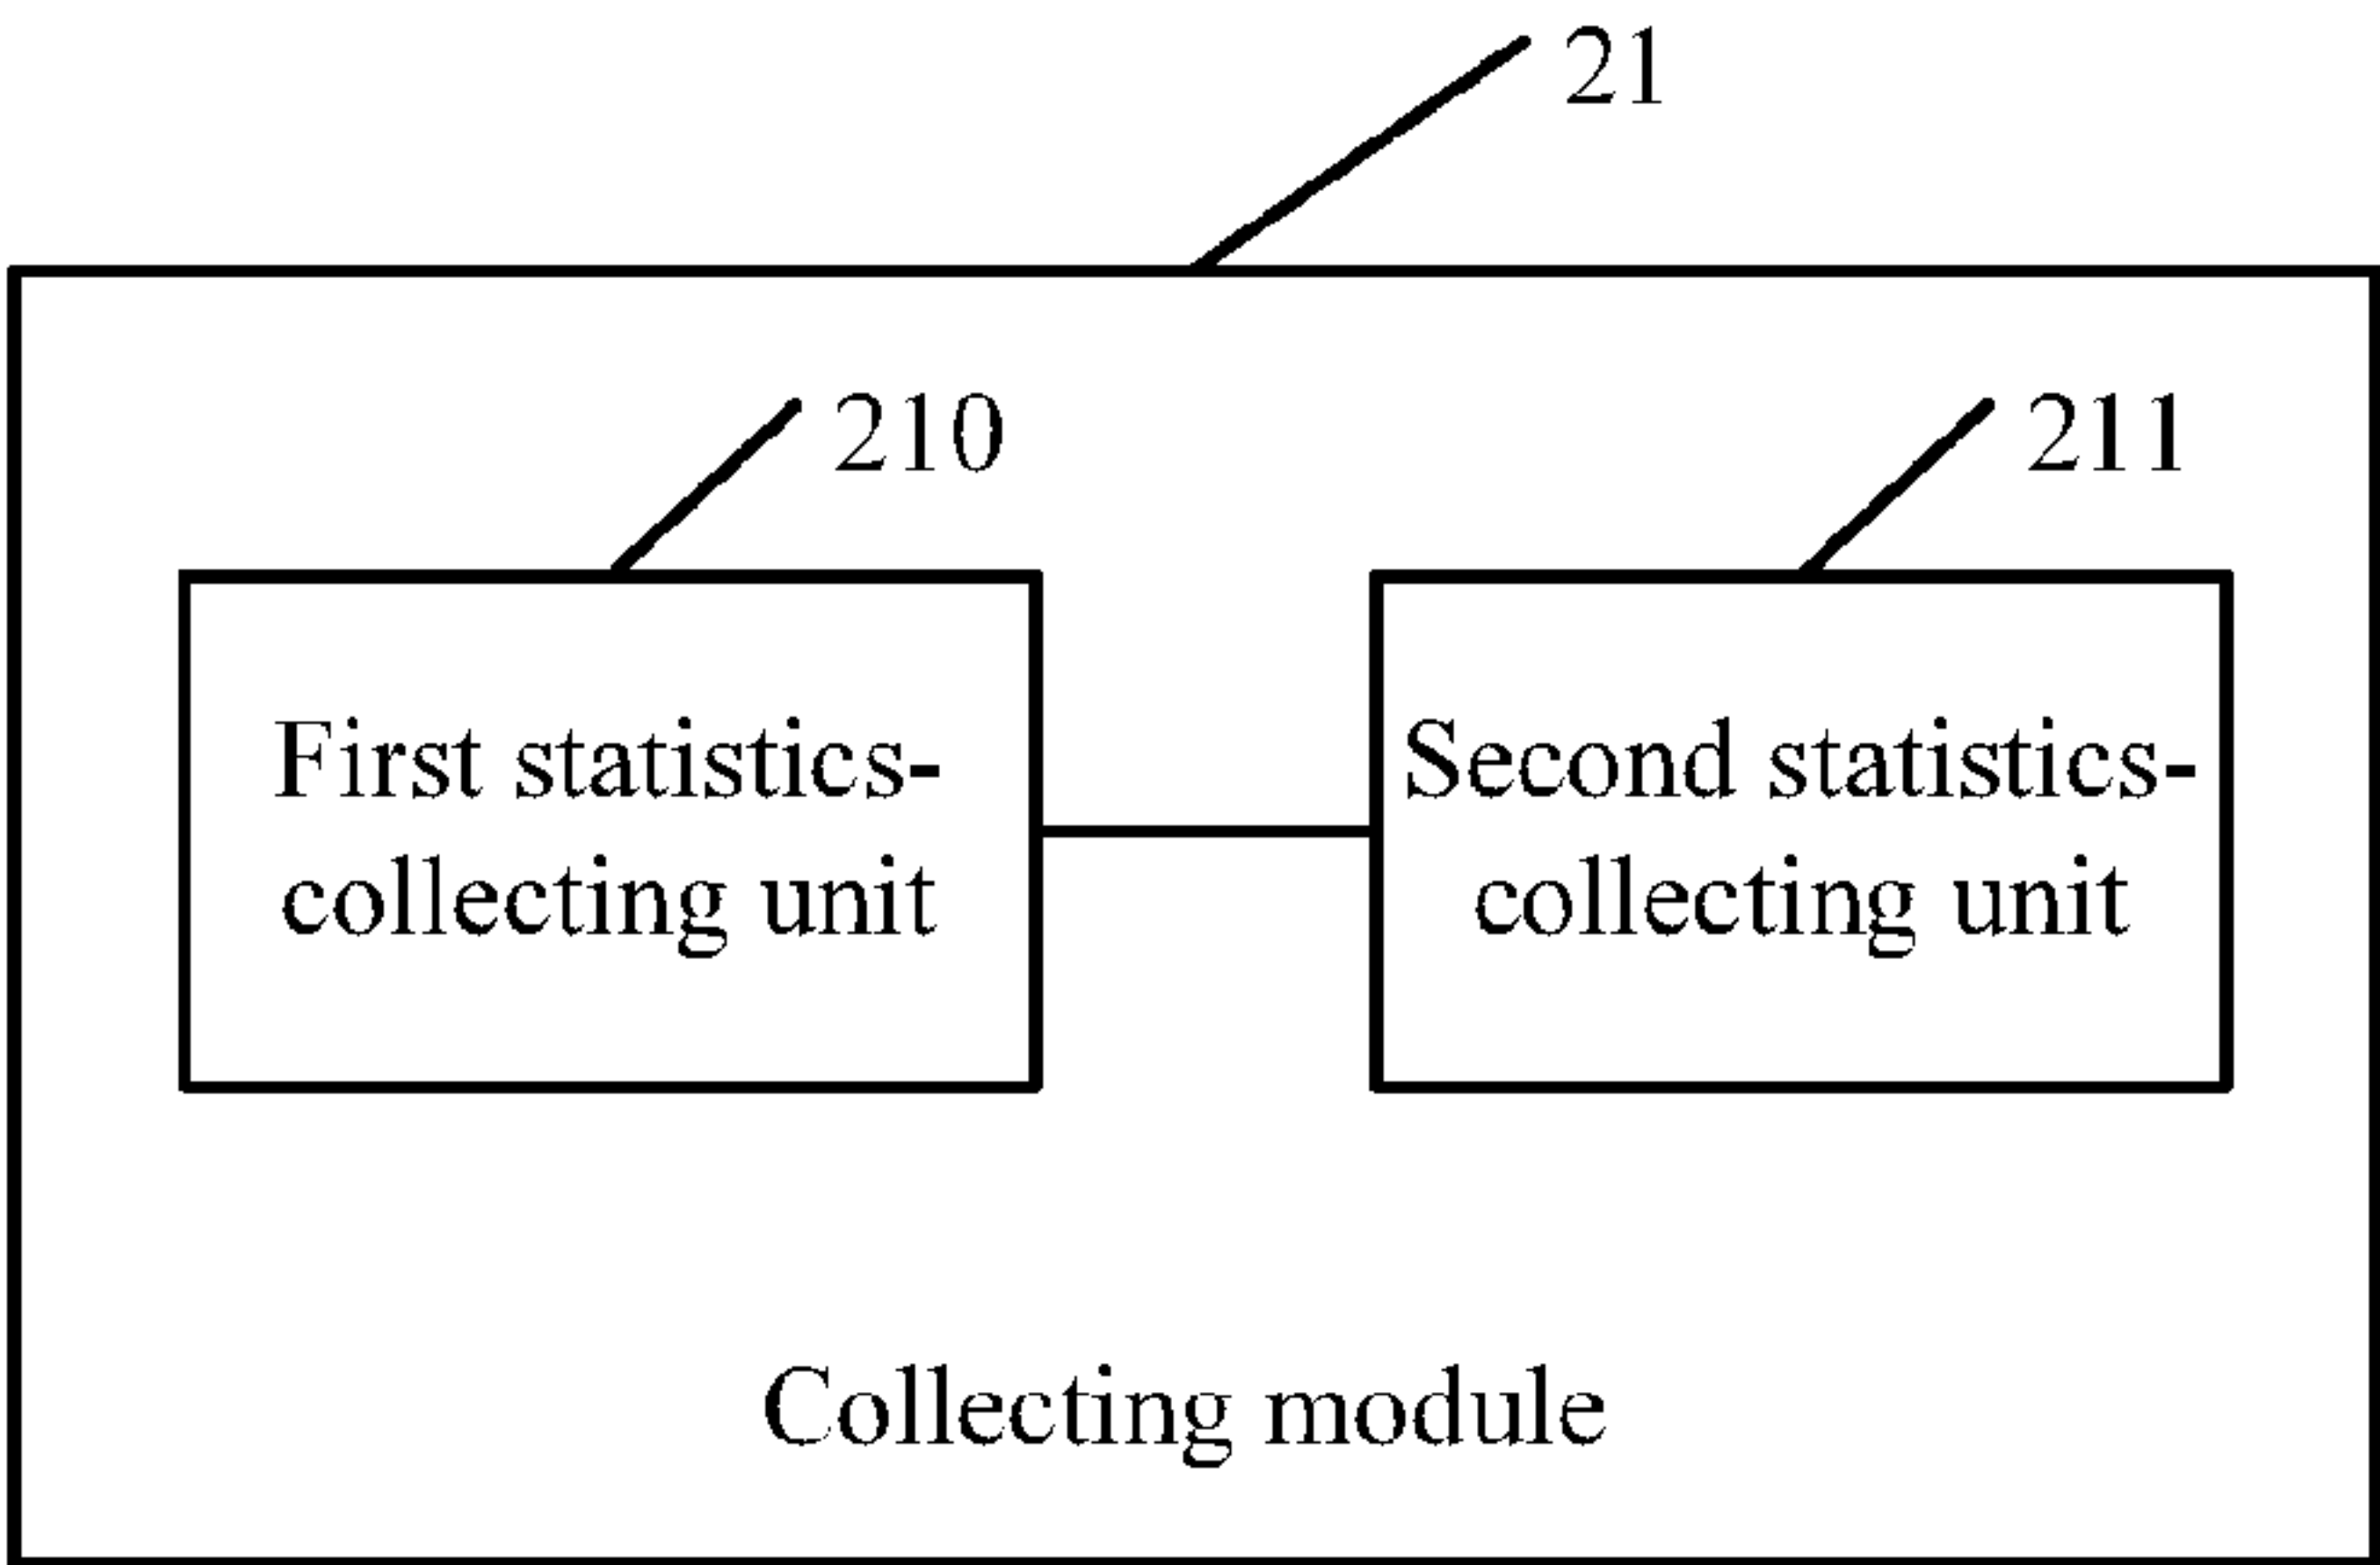 21
210
211
First statistics-
collecting unit
Second statistics-
collecting unit
Collecting module